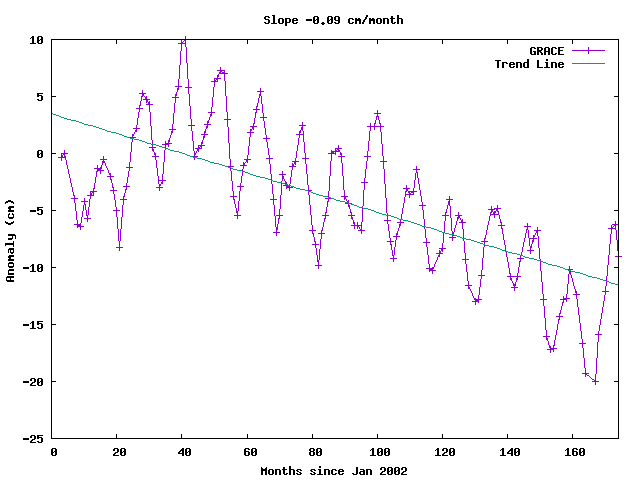 Slope -0.09 cm/month
10
5
0
-5
-10
-15
-20
-25
Anomaly (cm)
GRACE
Trend Line
0 20 40 60 80 100 120 140 160
Months since Jan 2002